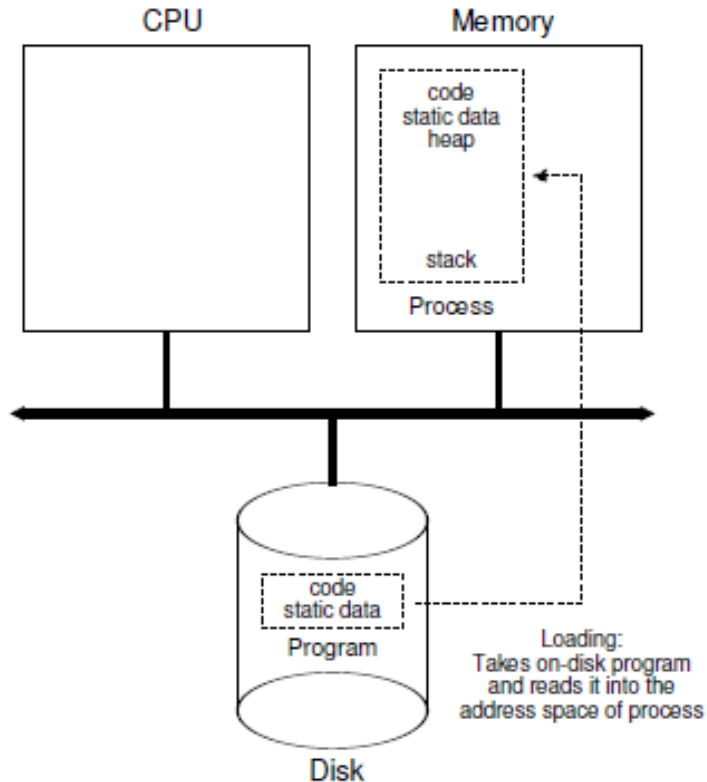 CPU
Memory
code
static data
heap
stack
Process
code
static data
Program
Loading:
Takes on-disk program
and reads it into the
address space of process
Disk